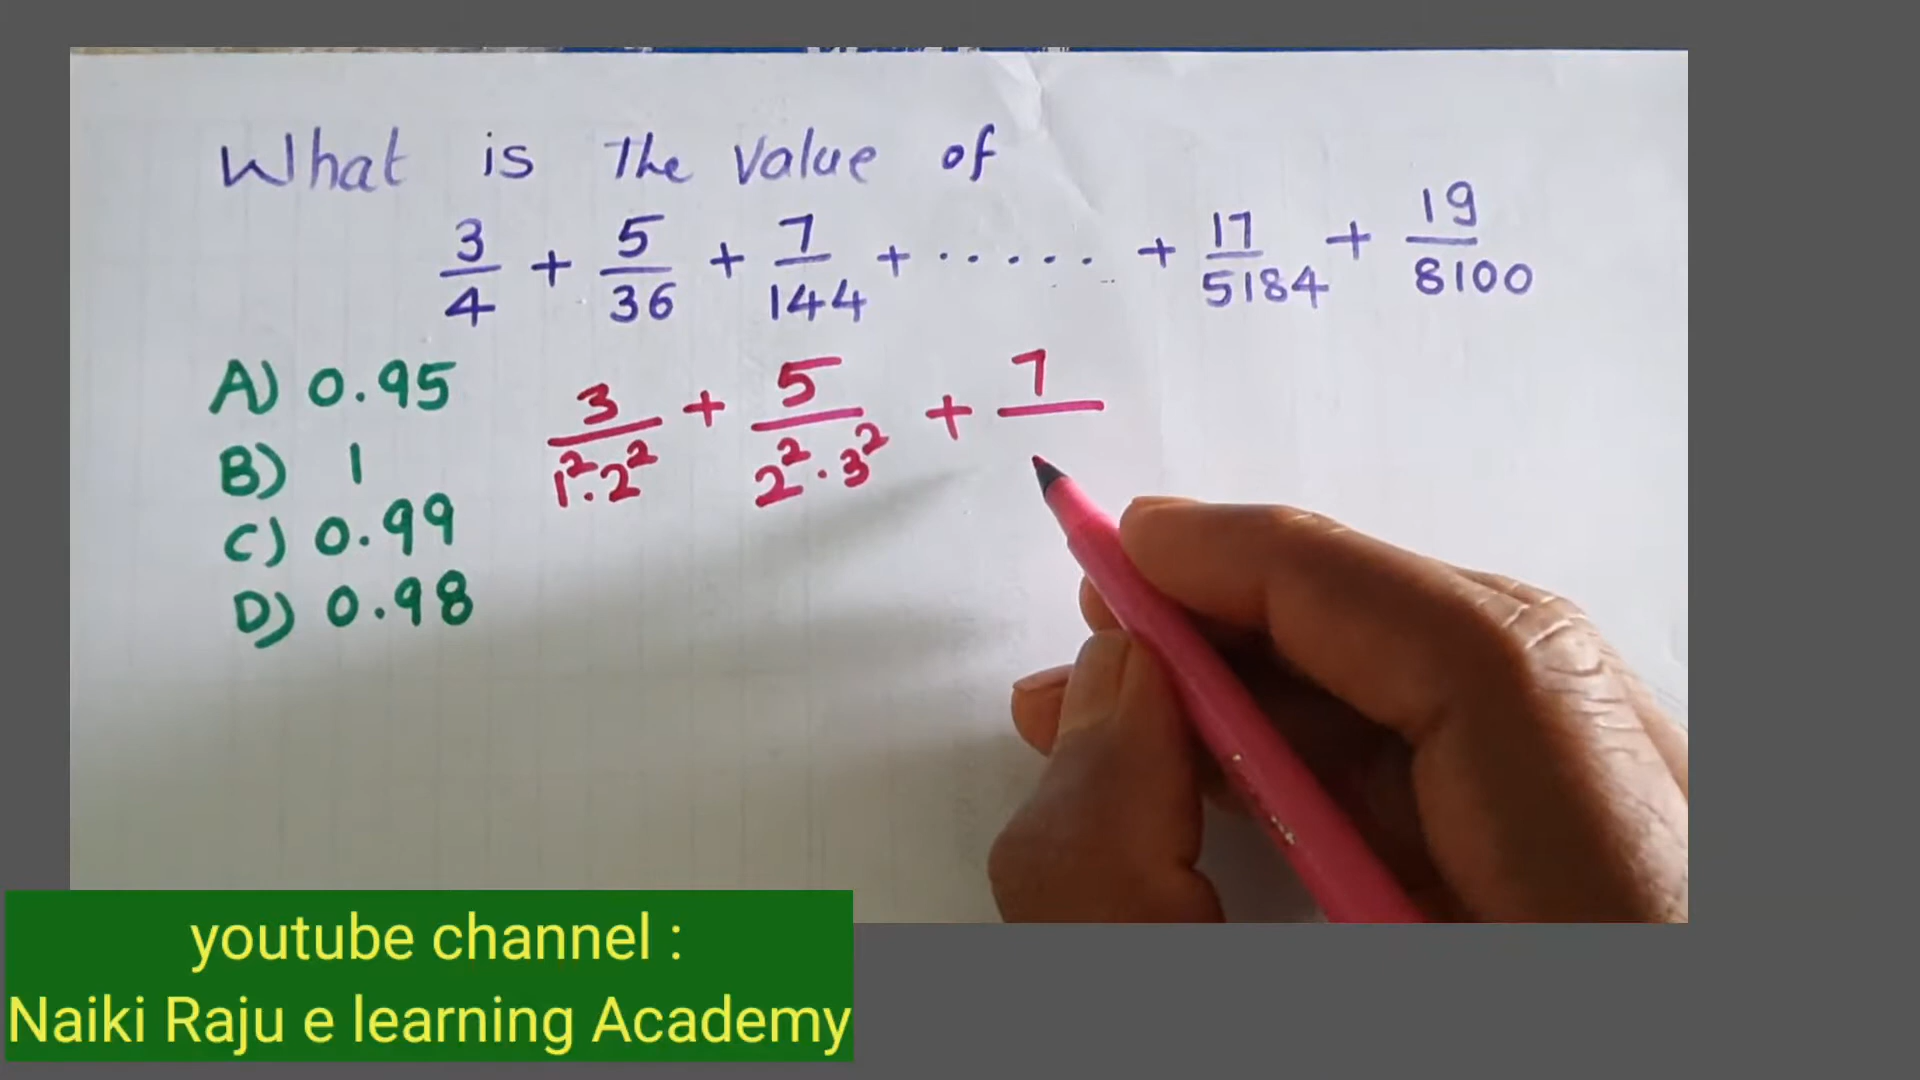 What is The Value of
3/4 + 5/36 + 7/144 + ..... + 17/5184 + 19/8100
A) 0.95
B) 1
C) 0.99
D) 0.98
3/1².2² + 5/2².3² + 7/
youtube channel :
Naiki Raju e learning Academy